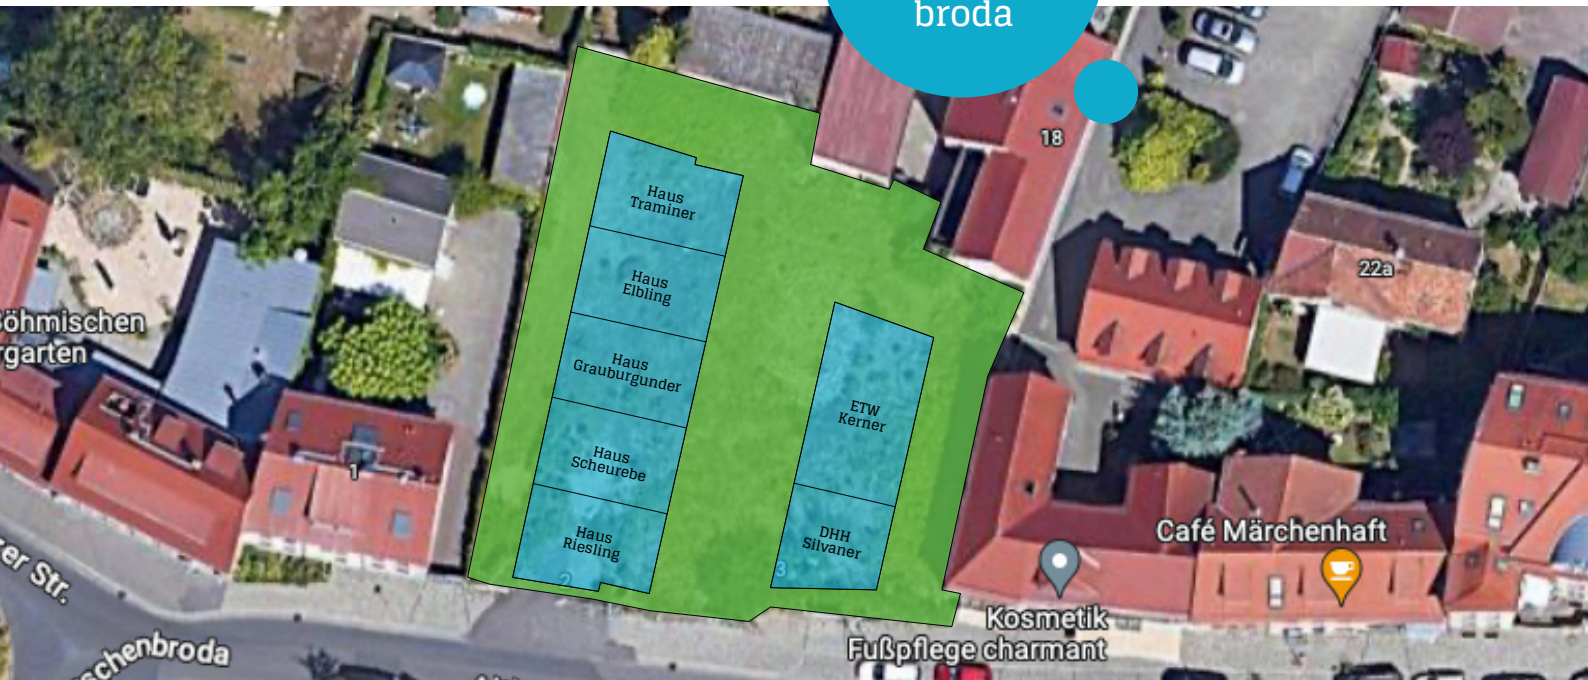 broda
18
Haus
Traminer
22a
Haus
Elbling
Böhmischen
rgarten
Haus
Grauburgunder
ETW
Kerner
1
Haus
Scheurebe
Haus
Riesling
2
DHH
Silvaner
3
Café Märchenhaft
zer Str.
Kosmetik
Fußpflege charmant
schenbroda